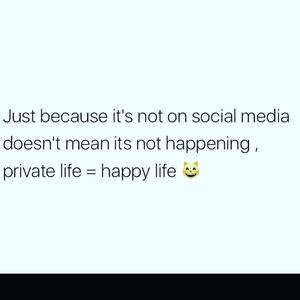 Just because it's not on social media
doesn't mean its not happening ,
private life = happy life 😺